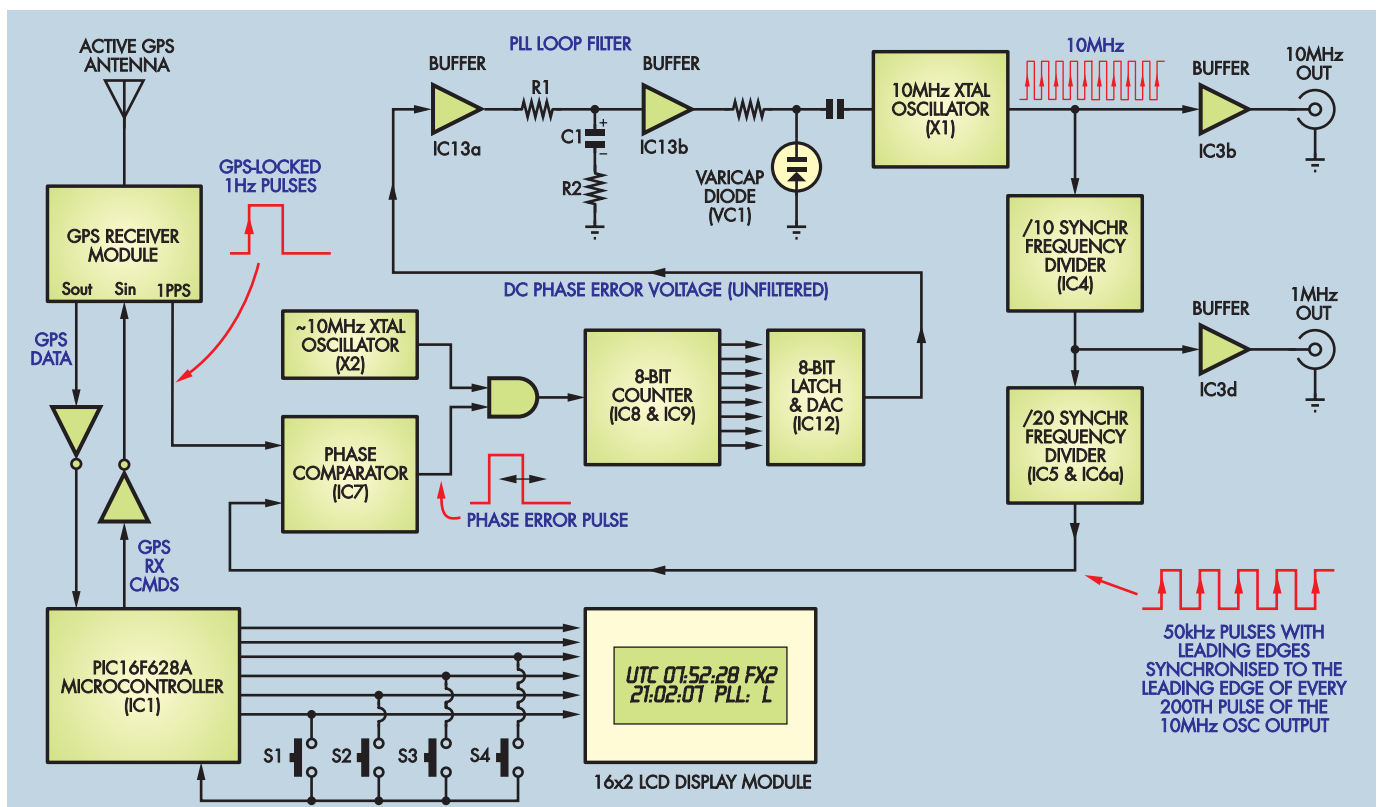 ACTIVE GPS
ANTENNA
GPS RECEIVER
MODULE
Sout
Sin
1PPS
GPS-LOCKED
1Hz PULSES
GPS
DATA
GPS
RX
CMDS
PIC16F628A
MICROCONTROLLER
(IC1)
PLL LOOP FILTER
BUFFER
IC13a
R1
C1
+
–
R2
BUFFER
IC13b
VARICAP
DIODE
(VC1)
10MHz XTAL
OSCILLATOR
(X1)
10MHz
BUFFER
IC3b
10MHz
OUT
/10 SYNCHR
FREQUENCY
DIVIDER
(IC4)
BUFFER
IC3d
1MHz
OUT
/20 SYNCHR
FREQUENCY
DIVIDER
(IC5 & IC6a)
DC PHASE ERROR VOLTAGE (UNFILTERED)
~10MHz XTAL
OSCILLATOR
(X2)
PHASE
COMPARATOR
(IC7)
8-BIT
COUNTER
(IC8 & IC9)
8-BIT
LATCH
& DAC
(IC12)
PHASE ERROR PULSE
50kHz PULSES WITH
LEADING EDGES
SYNCHRONISED TO THE
LEADING EDGE OF EVERY
200TH PULSE OF THE
10MHz OSC OUTPUT
UTC 07:52:28 FX2
21:02:07 PLL: L
S1
S2
S3
S4
16x2 LCD DISPLAY MODULE